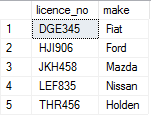 licence_no make
1 DGE345 Fiat
2 HJI906 Ford
3 JKH458 Mazda
4 LEF835 Nissan
5 THR456 Holden